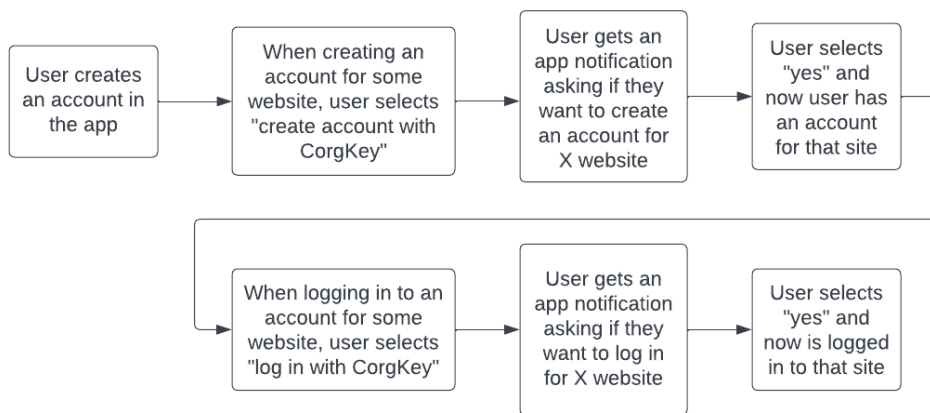 User creates
an account in
the app
When creating an
account for some
website, user selects
"create account with
CorgKey"
User gets an
app notification
asking if they
want to create
an account for
X website
User selects
"yes" and
now user has
an account
for that site
When logging in to an
account for some
website, user selects
"log in with CorgKey"
User gets an
app notification
asking if they
want to log in
for X website
User selects
"yes" and
now is logged
in to that site